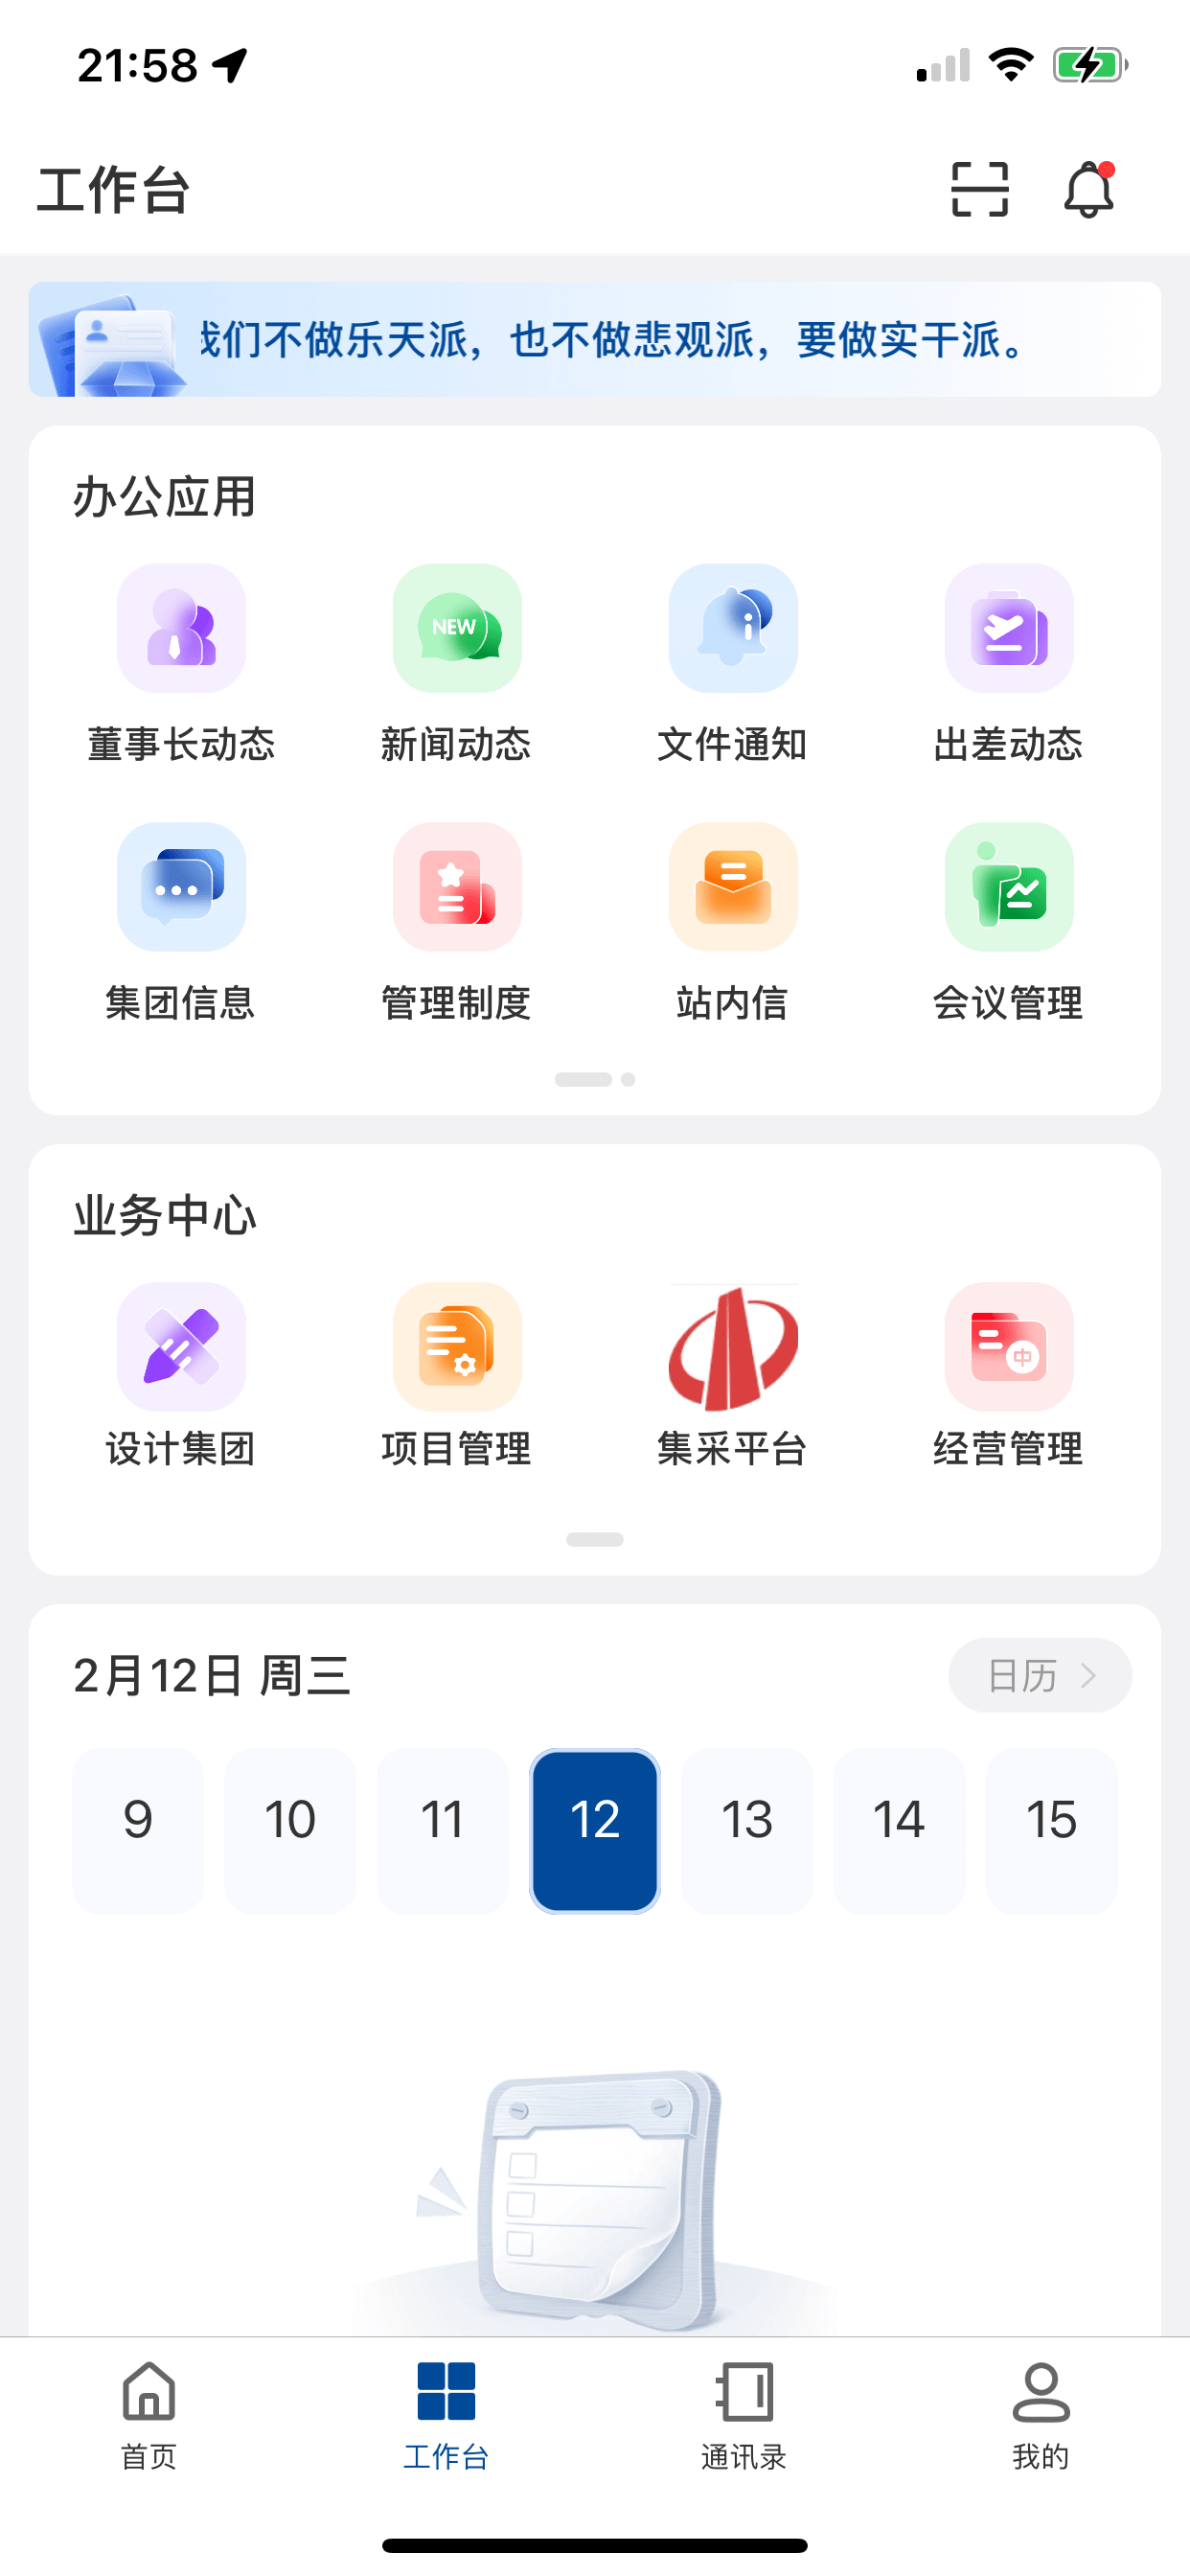 21:58
工作台
我们不做乐天派，也不做悲观派，要做实干派。
办公应用
NEW
董事长动态 新闻动态 文件通知 出差动态
集团信息 管理制度 站内信 会议管理
业务中心
中
设计集团 项目管理 集采平台 经营管理
2月12日 周三 日历
9 10 11 12 13 14 15
首页 工作台 通讯录 我的